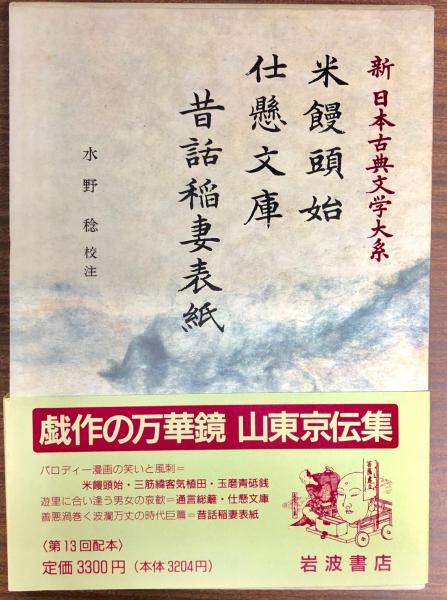 新 日本古典文学大系
米饅頭始
仕懸文庫
昔話稲妻表紙
水野 稔 校注
戯作の万華鏡 山東京伝集
パロディー漫画の笑いと風刺＝
米饅頭始・三筋緯客気植田・玉磨青砥銭
遊里に合い逢う男女の哀歓＝通言総籬・仕懸文庫
善悪渦巻く波瀾万丈の時代巨篇＝昔話稲妻表紙
〈第13回配本〉
定価3300円（本体3204円）
岩波書店